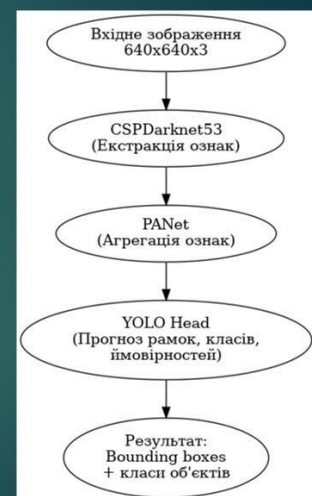 Вхідне зображення
640x640x3
CSPDarknet53
(Екстракція ознак)
PANet
(Агрегація ознак)
YOLO Head
(Прогноз рамок, класів,
ймовірностей)
Результат:
Bounding boxes
+ класи об'єктів